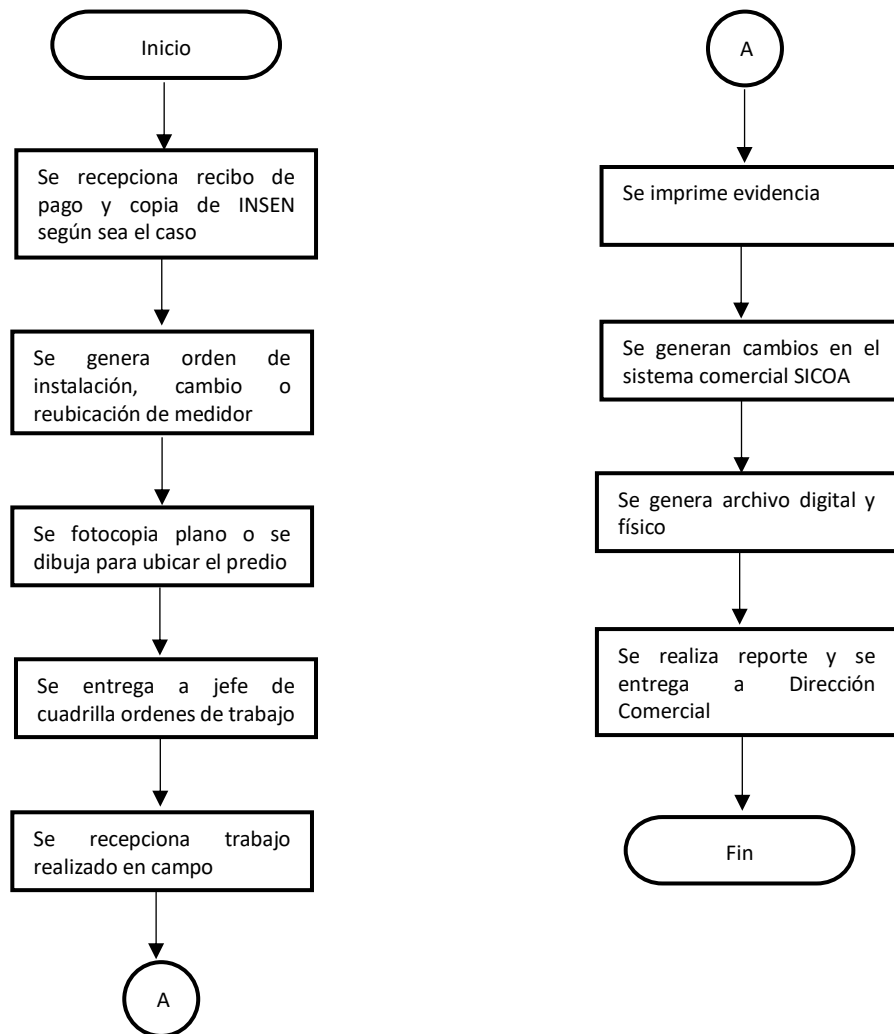 Inicio
Se recepciona recibo de
pago y copia de INSEN
según sea el caso
Se genera orden de
instalación, cambio o
reubicación de medidor
Se fotocopia plano o se
dibuja para ubicar el predio
Se entrega a jefe de
cuadrilla ordenes de trabajo
Se recepciona trabajo
realizado en campo
A
A
Se imprime evidencia
Se generan cambios en el
sistema comercial SICOA
Se genera archivo digital y
físico
Se realiza reporte y se
entrega a Dirección
Comercial
Fin